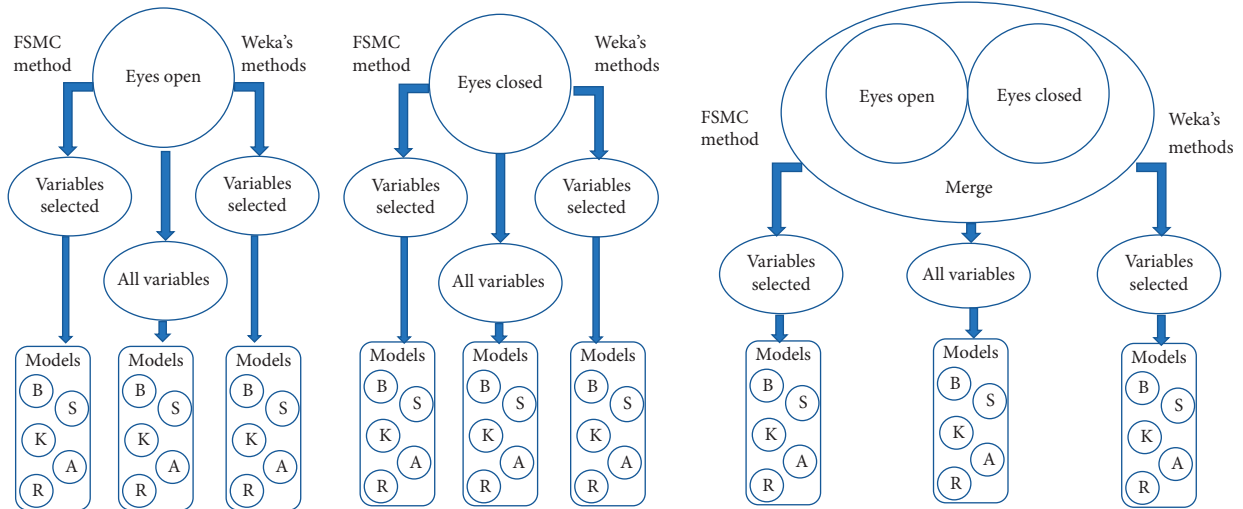 FSMC
method
Eyes open
Weka's
methods
Variables
selected
Variables
selected
All variables
Models
B
S
K
A
R
Models
B
S
K
A
R
Models
B
S
K
A
R
FSMC
method
Eyes closed
Weka's
methods
Variables
selected
Variables
selected
All variables
Models
B
S
K
A
R
Models
B
S
K
A
R
Models
B
S
K
A
R
FSMC
method
Eyes open
Eyes closed
Merge
Weka's
methods
Variables
selected
All variables
Variables
selected
Models
B
S
K
A
R
Models
B
S
K
A
R
Models
B
S
K
A
R